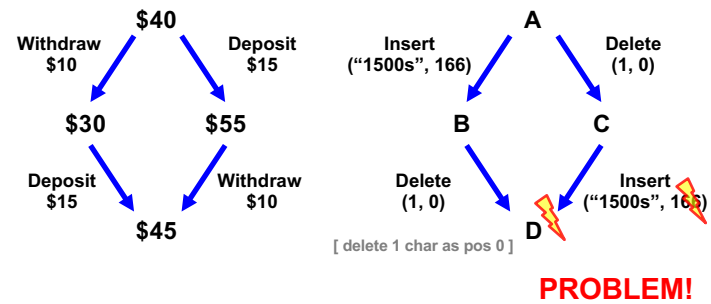 $40
Withdraw
$10
Deposit
$15
$30
$55
Deposit
$15
Withdraw
$10
$45
A
Insert
(“1500s”, 166)
Delete
(1, 0)
B
C
Delete
(1, 0)
Insert
(“1500s”, 166)
D
[ delete 1 char as pos 0 ]
PROBLEM!